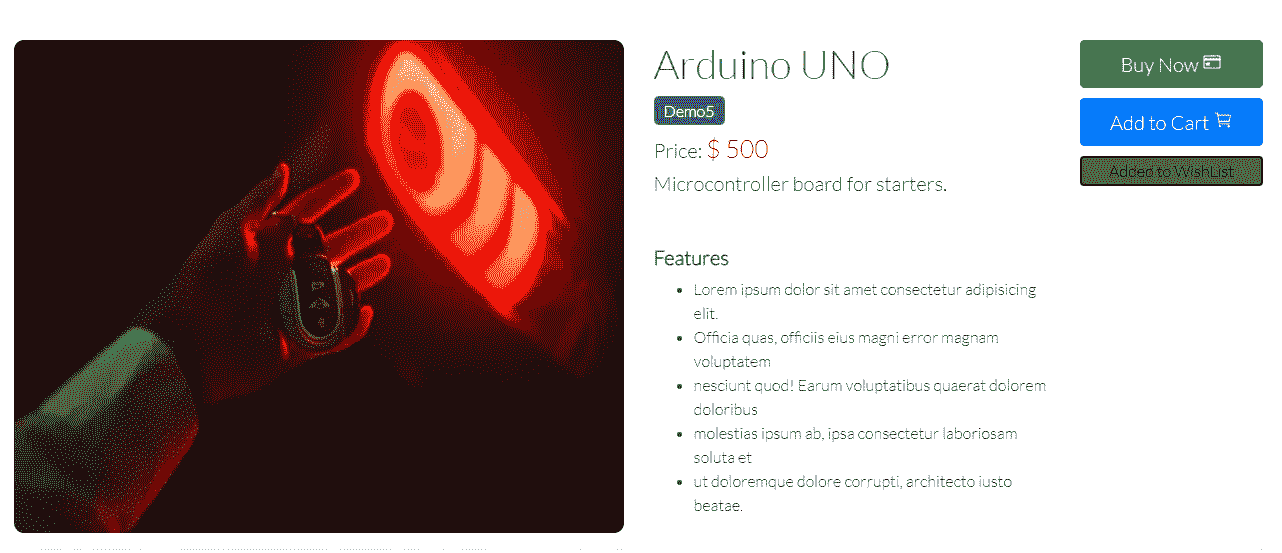 Arduino UNO
Demo5
Price: $ 500
Microcontroller board for starters.
Features
Lorem ipsum dolor sit amet consectetur adipisicing
elit.
Officia quas, officiis eius magni error magnam
voluptatem
nesciunt quod! Earum voluptatibus quaerat dolorem
doloribus
molestias ipsum ab, ipsa consectetur laboriosam
soluta et
ut doloremque dolore corrupti, architecto iusto
beatae.
Buy Now
Add to Cart
Added to WishList